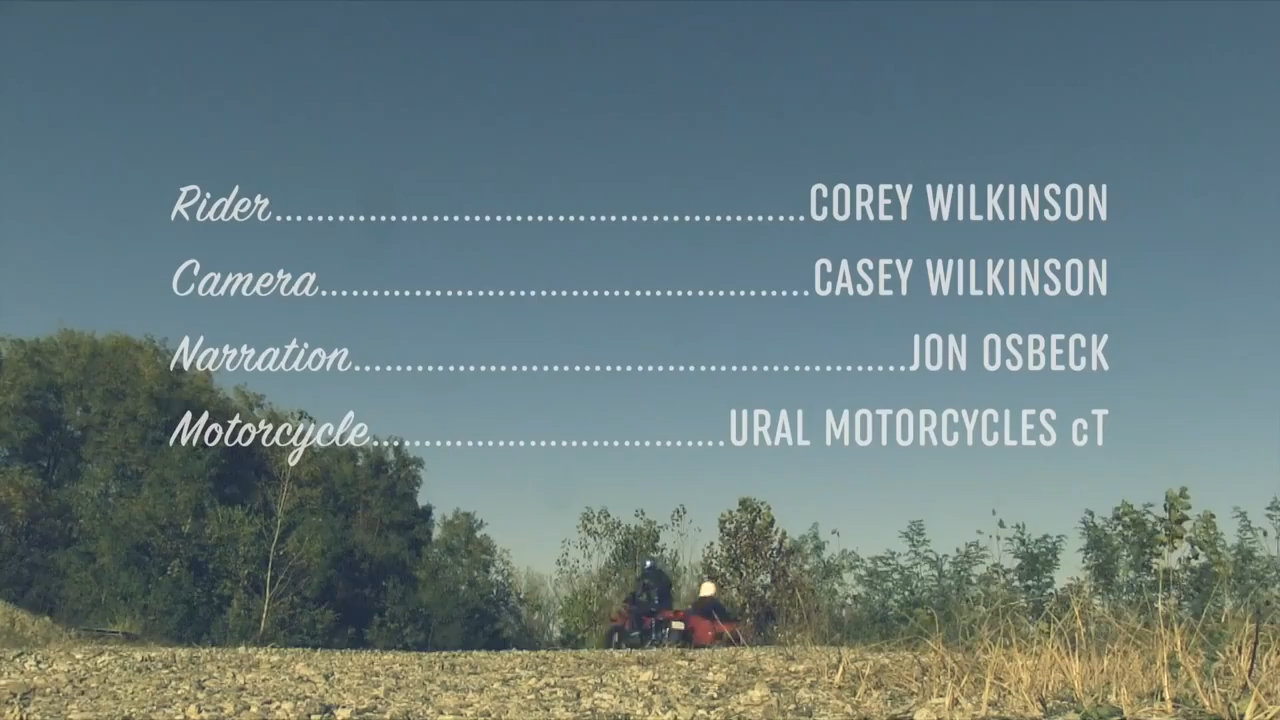 Rider..........................................................COREY WILKINSON
Camera.....................................................CASEY WILKINSON
Narration............................................................JON OSBECK
Motorcycle.......................................URAL MOTORCYCLES cT